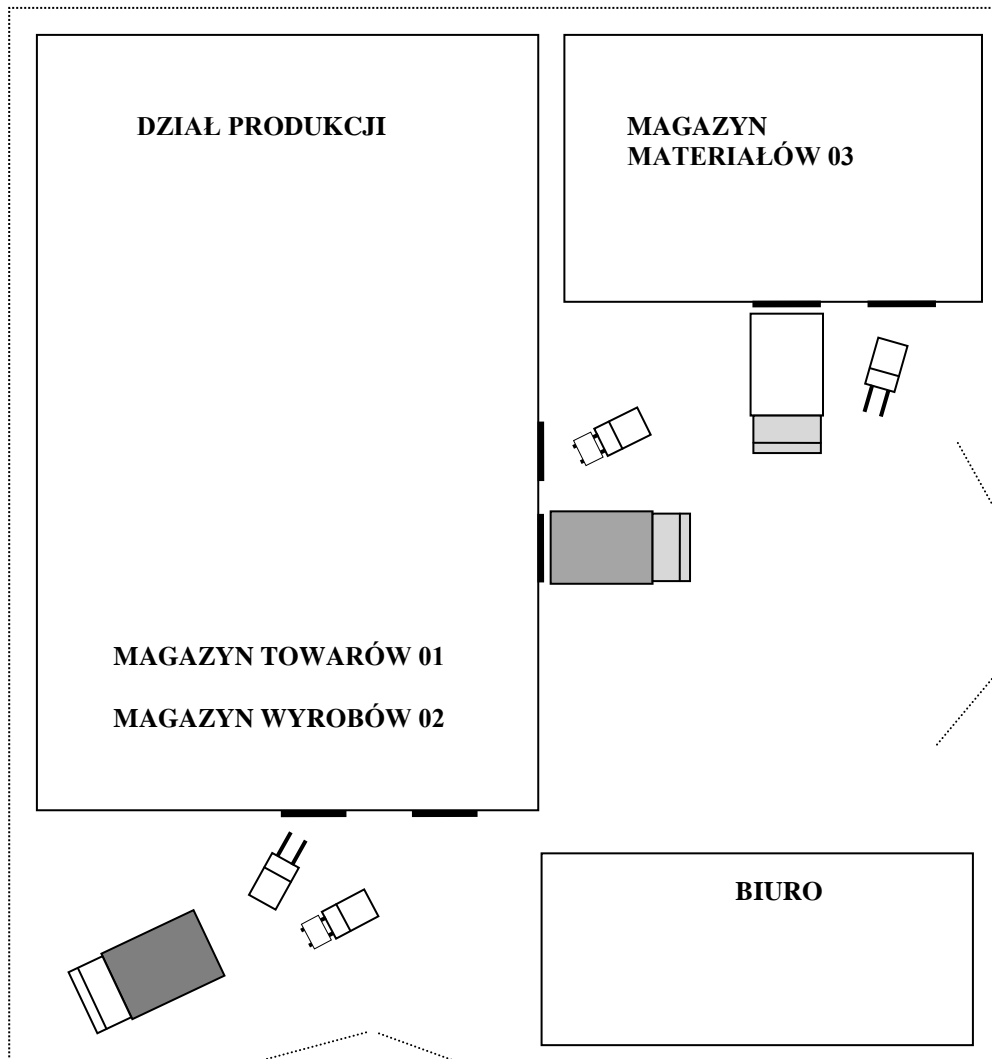 DZIAŁ PRODUKCJI
MAGAZYN
MATERIAŁÓW 03
MAGAZYN TOWARÓW 01
MAGAZYN WYROBÓW 02
BIURO